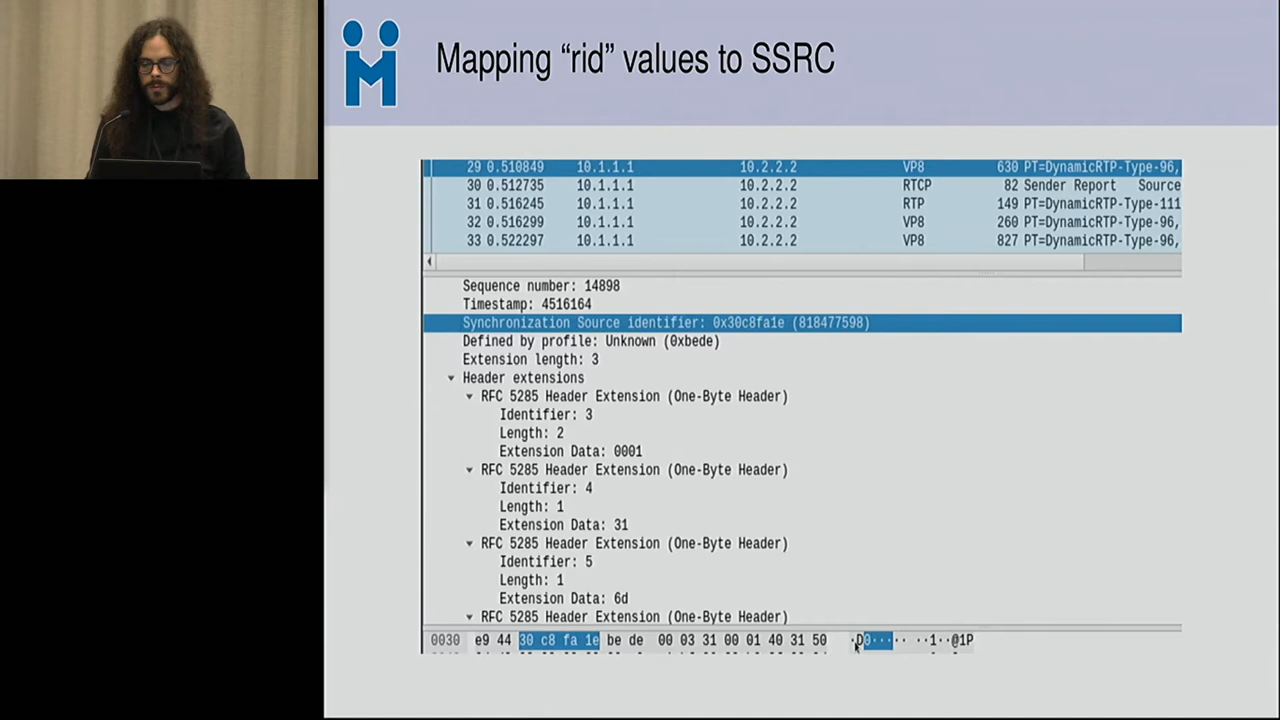 Mapping “rid” values to SSRC
29 0.510849 10.1.1.1 10.2.2.2 VP8 630 PT=DynamicRTP-Type-96,
30 0.512735 10.1.1.1 10.2.2.2 RTCP 82 Sender Report Source
31 0.516245 10.1.1.1 10.2.2.2 RTP 149 PT=DynamicRTP-Type-111
32 0.516299 10.1.1.1 10.2.2.2 VP8 260 PT=DynamicRTP-Type-96,
33 0.522297 10.1.1.1 10.2.2.2 VP8 827 PT=DynamicRTP-Type-96,
Sequence number: 14898
Timestamp: 4516164
Synchronization Source identifier: 0x30c8fa1e (818477598)
Defined by profile: Unknown (0xbede)
Extension length: 3
Header extensions
RFC 5285 Header Extension (One-Byte Header)
Identifier: 3
Length: 2
Extension Data: 0001
RFC 5285 Header Extension (One-Byte Header)
Identifier: 4
Length: 1
Extension Data: 31
RFC 5285 Header Extension (One-Byte Header)
Identifier: 5
Length: 1
Extension Data: 6d
RFC 5285 Header Extension (One-Byte Header)
0030 e9 44 30 c8 fa 1e be de 00 03 31 00 01 40 31 50 ·D0··· ·· ··1··@1P